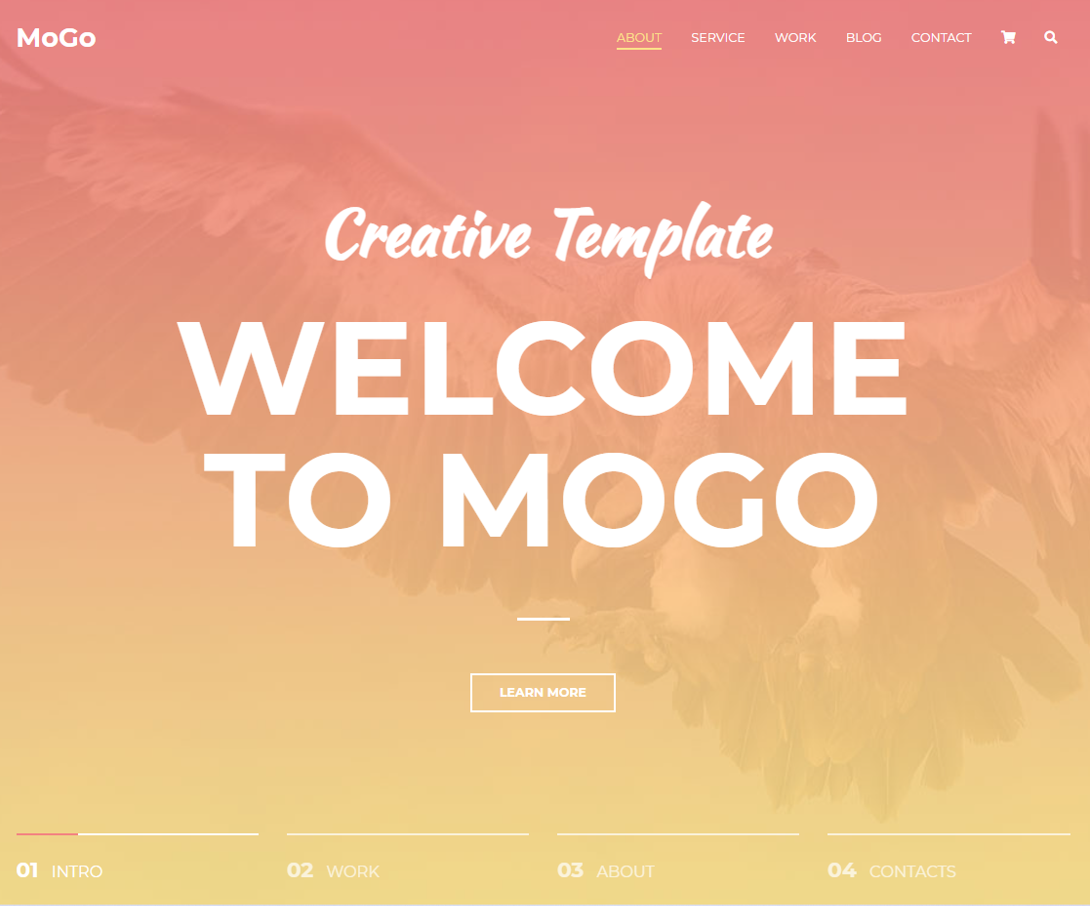 MoGo
ABOUT SERVICE WORK BLOG CONTACT
Creative Template
WELCOME
TO MOGO
LEARN MORE
01 INTRO
02 WORK
03 ABOUT
04 CONTACTS